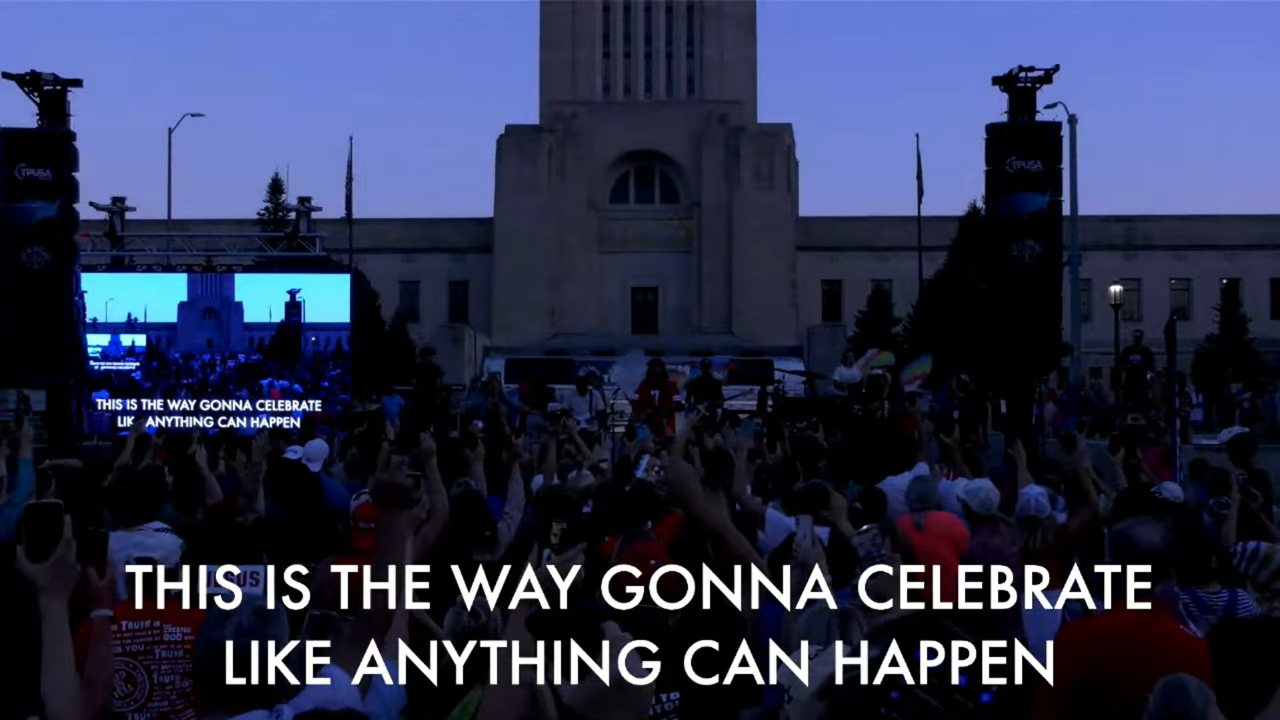 TPUSA
TPUSA
THIS IS THE WAY GONNA CELEBRATE
LIKE ANYTHING CAN HAPPEN
THIS IS THE WAY GONNA CELEBRATE
LIKE ANYTHING CAN HAPPEN